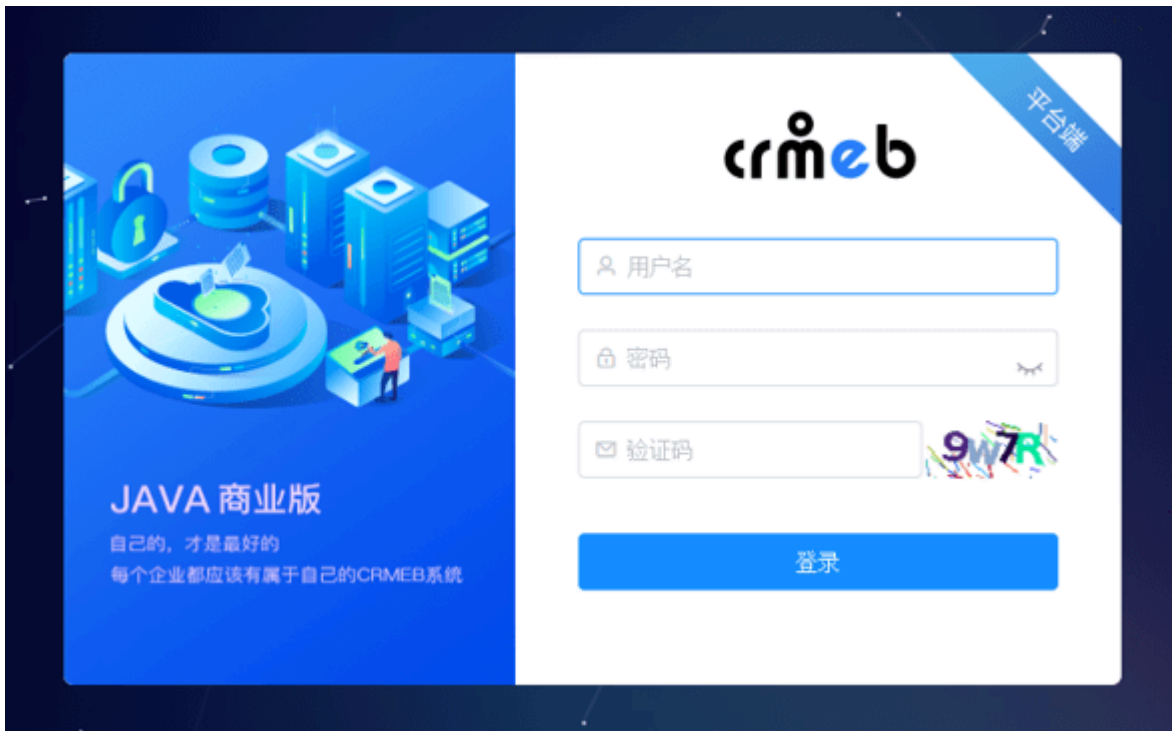 crmeb
平台端
用户名
密码
验证码
9w7R
登录
JAVA 商业版
自己的，才是最好的
每个企业都应该有属于自己的CRMEB系统